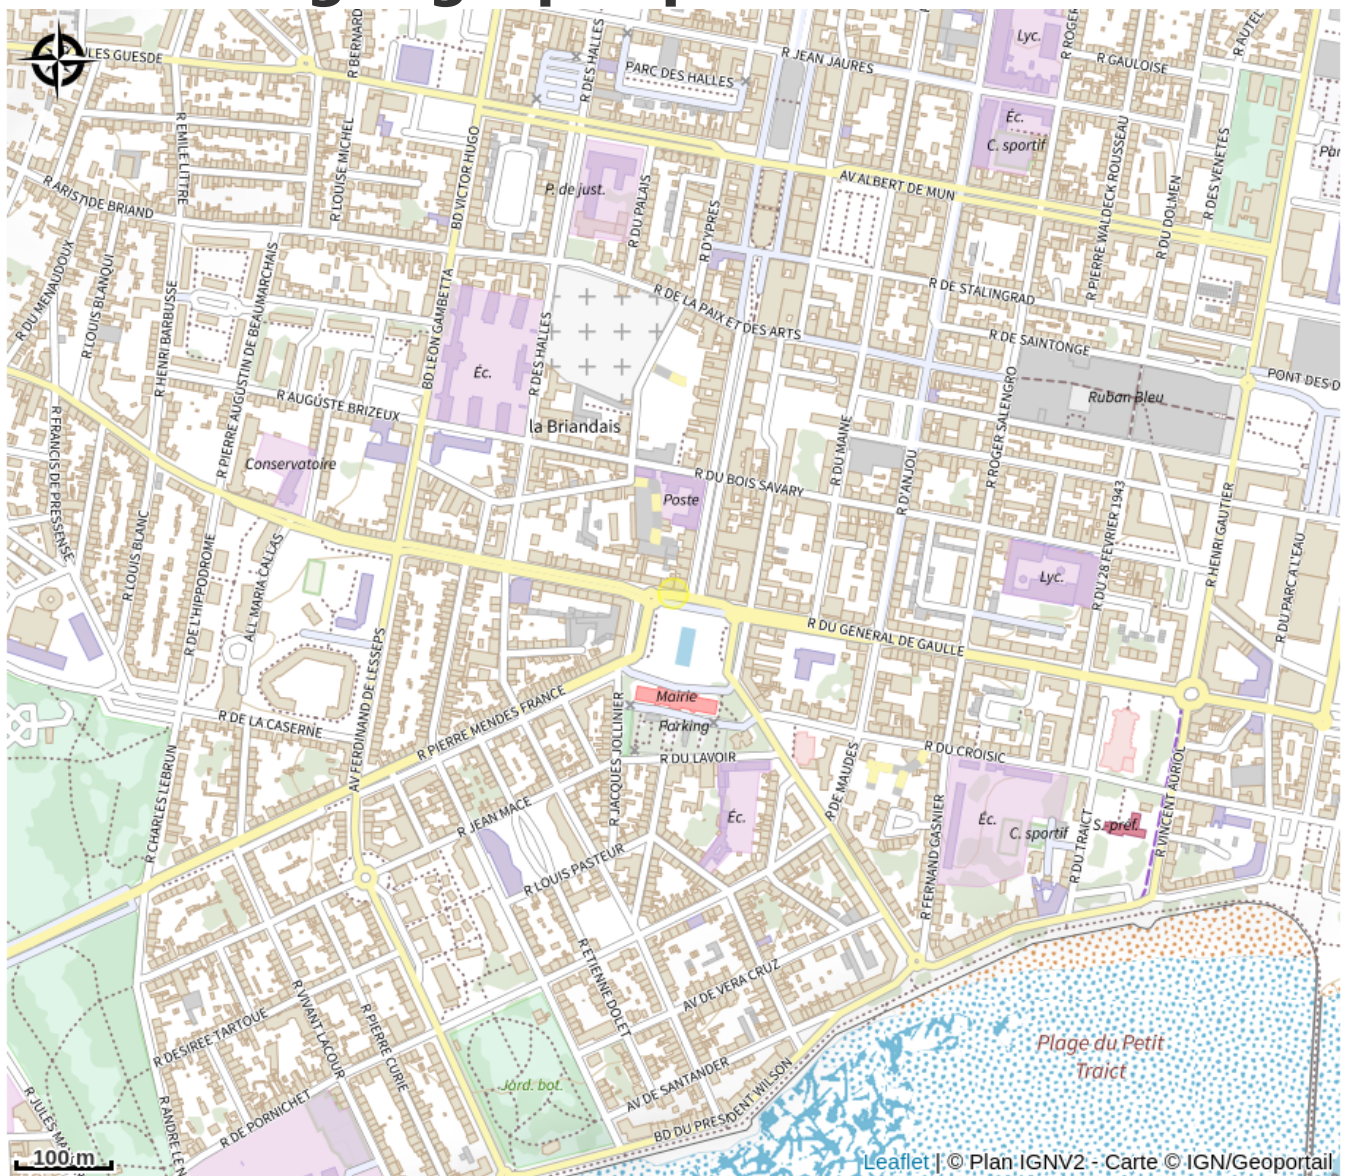 JULES GUESDE
R BERNARD
R DES HALLES
PARC DES HALLES
R JEAN JAURES
Lyc.
R ROGER
R GAULOISE
R AUTEL
R EMILE LITTRE
R LOUISE MICHEL
BD VICTOR HUGO
Éc.
C. sportif
R PIERRE WALDECK ROUSSEAU
R DES VENETES
Par
R ARISTIDE BRIAND
P. de just.
R DU PALAIS
R D'YPRES
AV ALBERT DE MUN
R DU DOLMEN
R DU MENAUDOUX
R LOUIS BLANQUI
R HENRI BARBUSSE
R PIERRE AUGUSTIN DE BEAUMARCHAIS
BD LEON GAMBETTA
R DE LA PAIX ET DES ARTS
R DE STALINGRAD
R DE SAINTONGE
Éc.
R DES HALLES
PONT DES D
R AUGUSTE BRIZEUX
la Briandais
Ruban Bleu
R FRANCIS DE PRESSENSE
Conservatoire
R DU MAINE
R D'ANJOU
R ROGER SALENGRO
R DU BOIS SAVARY
Poste
R LOUIS BLANC
R DE L'HIPPODROME
ALL MARIA CALLAS
R DU 28 FEVRIER 1943
R HENRI GAUTIER
R DU PARC A L'EAU
Lyc.
R DU GENERAL DE GAULLE
AV FERDINAND DE LESSEPS
R PIERRE MENDES FRANCE
Mairie
Parking
R DE LA CASERNE
R JACQUES JOLLINIER
R DU LAVOIR
R DU CROISIC
R DE MAUDES
R CHARLES LEBRUN
R JEAN MACE
Éc.
Éc.
C. sportif
S.-préf.
R VINCENT AURIOL
R DU TRAICT
R FERNAND GASNIER
R LOUIS PASTEUR
R ETIENNE DOLET
AV DE VERA CRUZ
R DESIREE TARTOUE
R VIVANT LACOUR
R PIERRE CURIE
Plage du Petit
Traict
Jard. bot.
AV DE SANTANDER
BD DU PRESIDENT WILSON
R DE PORNICHET
R ANDRE LE N
R JULES MA
100 m
Leaflet | © Plan IGNV2 - Carte © IGN/Geoportail